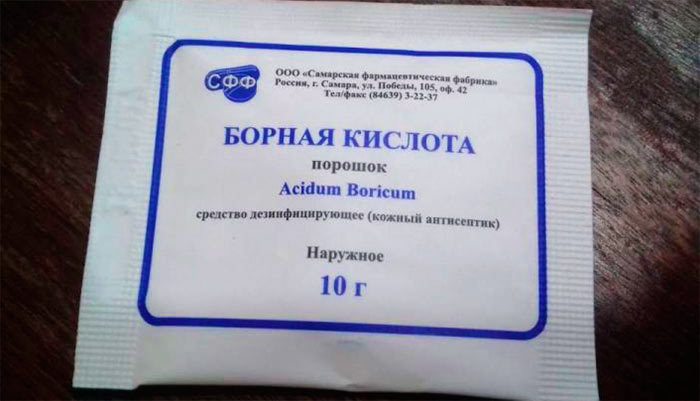 СФФ
ООО «Самарская фармацевтическая фабрика»
Россия, г. Самара, ул. Победы, 105, оф. 42
Тел/факс (84639) 3-22-37
БОРНАЯ КИСЛОТА
порошок
Acidum Boricum
средство дезинфицирующее (кожный антисептик)
Наружное
10 г